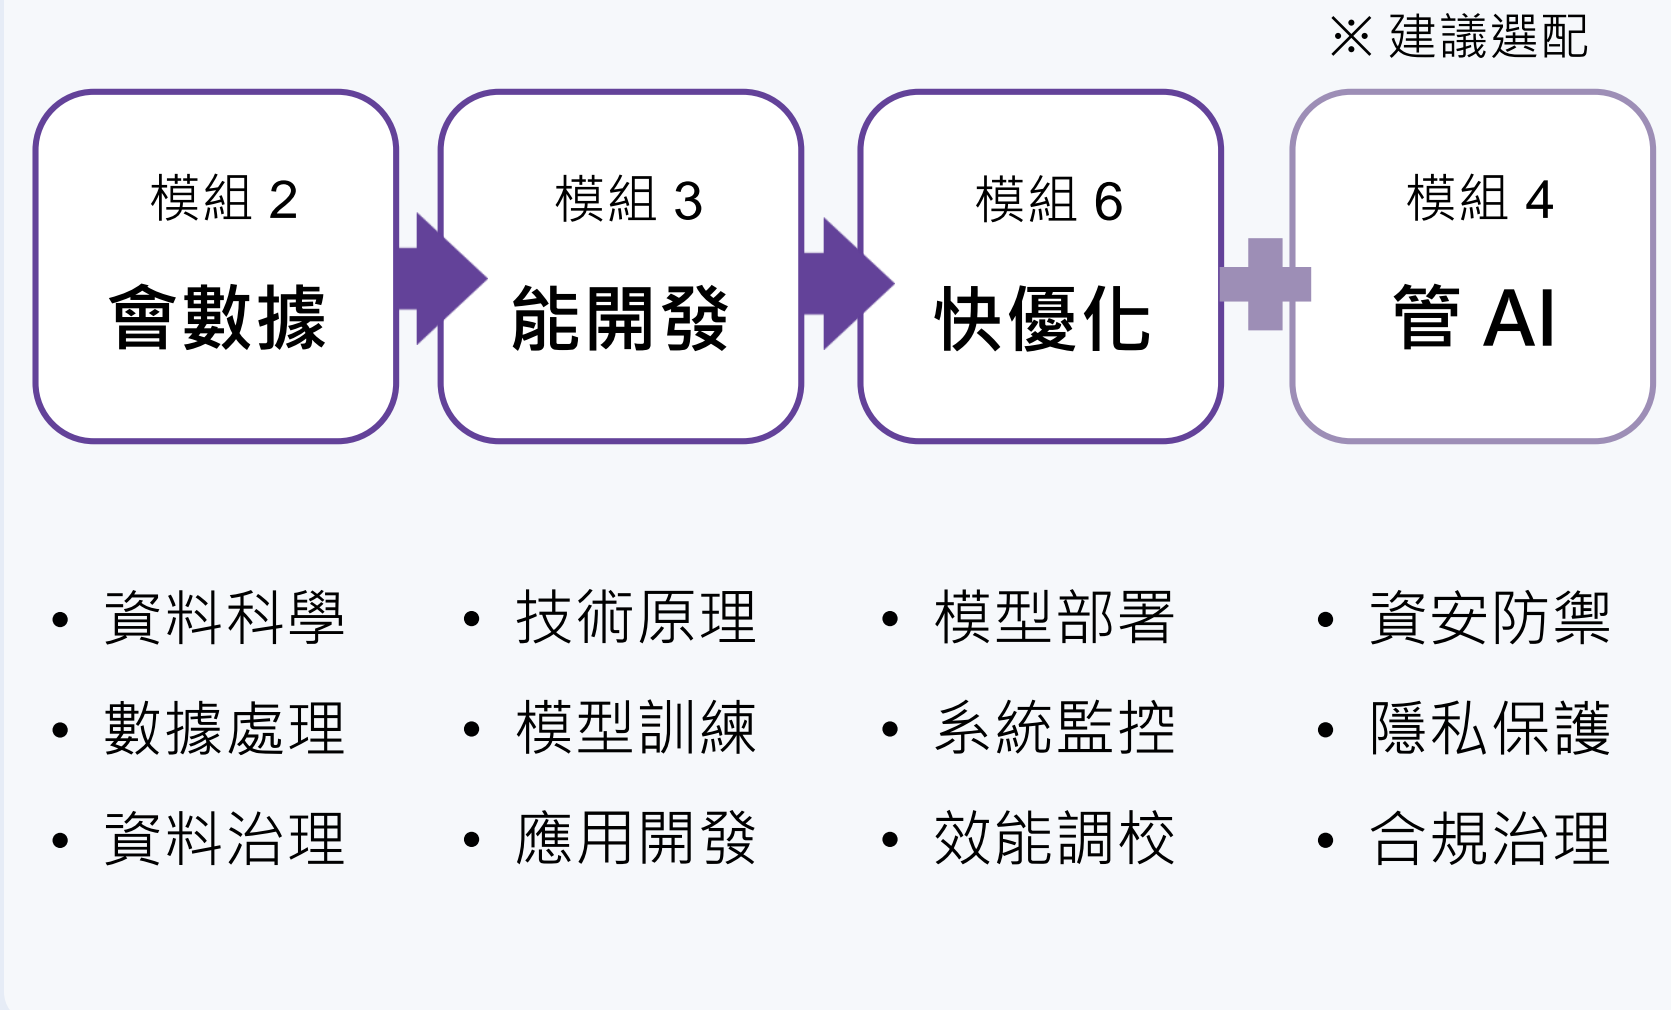 ※ 建議選配
模組 2
會數據
模組 3
能開發
模組 6
快優化
模組 4
管 AI
• 資料科學
• 數據處理
• 資料治理
• 技術原理
• 模型訓練
• 應用開發
• 模型部署
• 系統監控
• 效能調校
• 資安防禦
• 隱私保護
• 合規治理